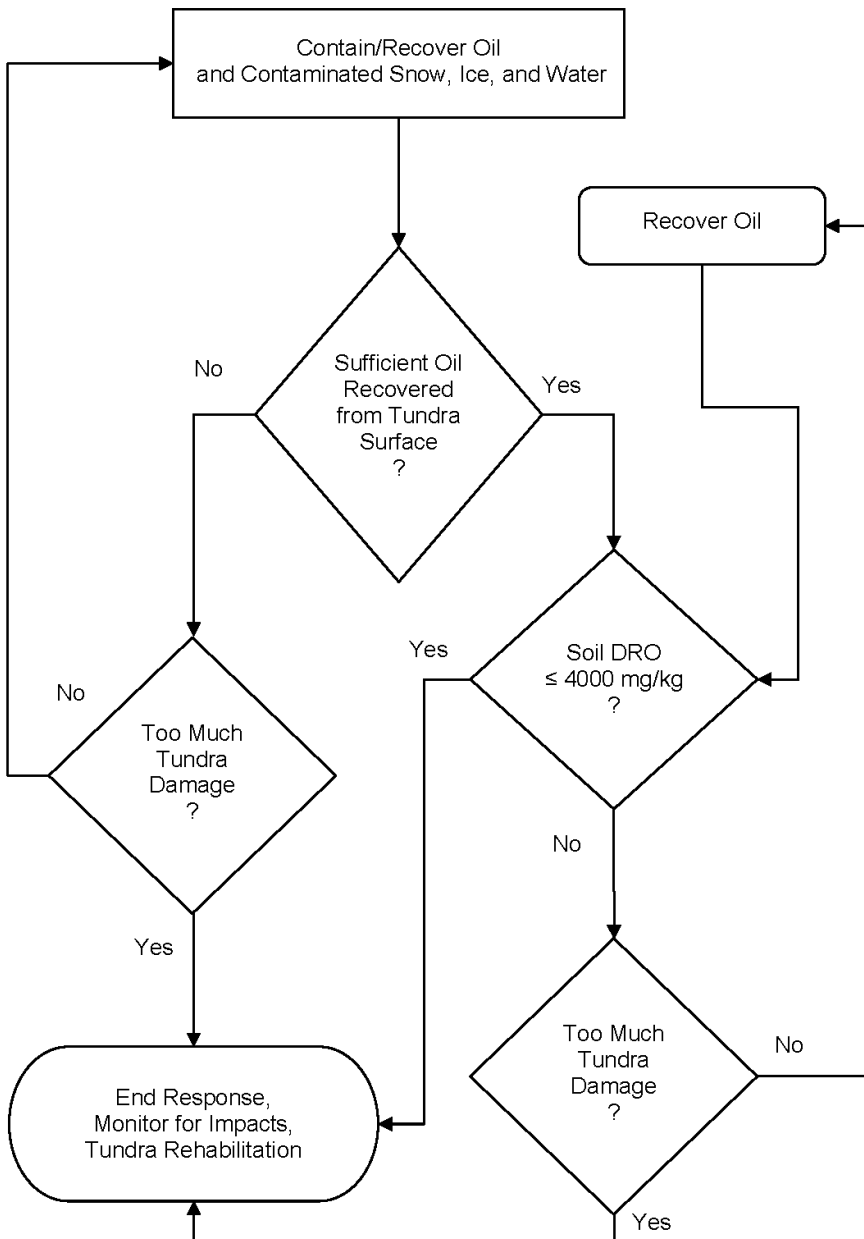 Contain/Recover Oil
and Contaminated Snow, Ice, and Water
Recover Oil
No
Sufficient Oil
Recovered
from Tundra
Surface
?
Yes
Yes
Soil DRO
≤ 4000 mg/kg
?
No
Too Much
Tundra
Damage
?
No
Yes
Too Much
Tundra
Damage
?
No
End Response,
Monitor for Impacts,
Tundra Rehabilitation
Yes